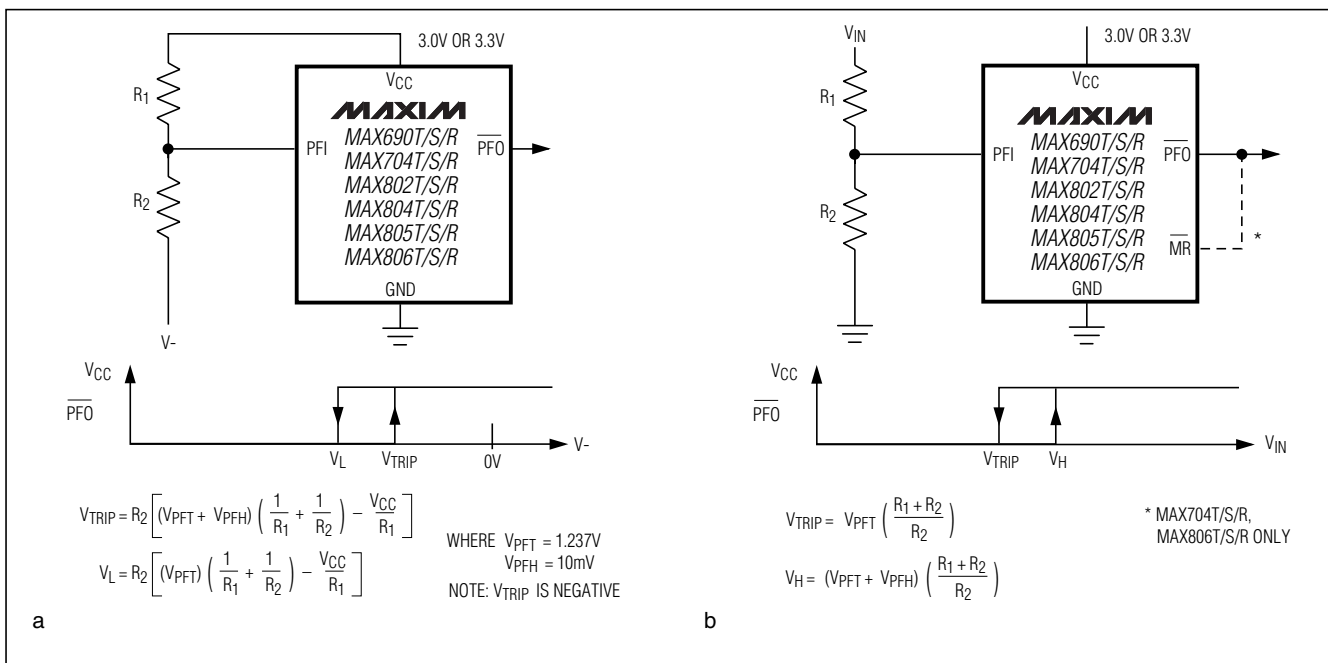 3.0V OR 3.3V
VCC
R1
R2
MAXIM
MAX690T/S/R
MAX704T/S/R
MAX802T/S/R
MAX804T/S/R
MAX805T/S/R
MAX806T/S/R
PFI
PFO
GND
V-
VCC
PFO
VL
VTRIP
0V
V-
VTRIP = R2 [(VPFT + VPFH) (1/R1 + 1/R2) – VCC/R1]
VL = R2 [(VPFT) (1/R1 + 1/R2) – VCC/R1]
WHERE VPFT = 1.237V
VPFH = 10mV
NOTE: VTRIP IS NEGATIVE
a
VIN
3.0V OR 3.3V
VCC
R1
R2
MAXIM
MAX690T/S/R
MAX704T/S/R
MAX802T/S/R
MAX804T/S/R
MAX805T/S/R
MAX806T/S/R
PFI
PFO
MR
*
GND
VCC
PFO
VTRIP
VH
VIN
VTRIP = VPFT (R1 + R2/R2)
VH = (VPFT + VPFH) (R1 + R2/R2)
* MAX704T/S/R,
MAX806T/S/R ONLY
b